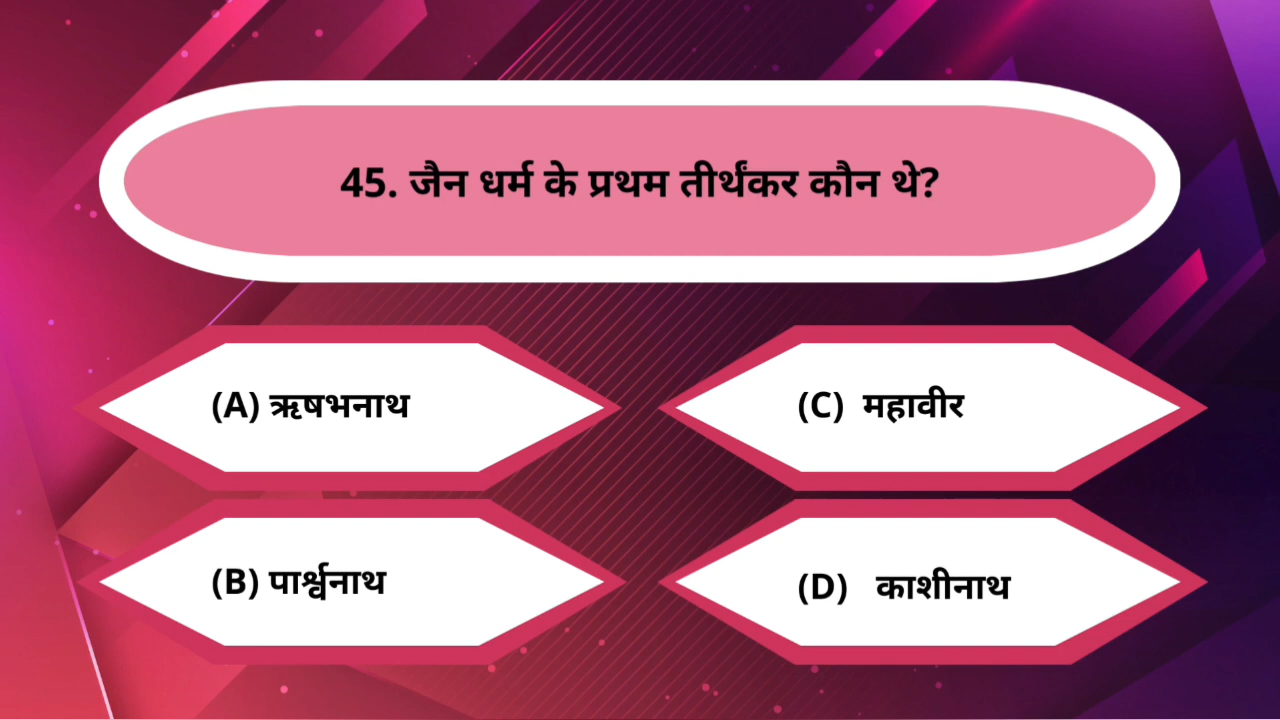 45. जैन धर्म के प्रथम तीर्थंकर कौन थे?
(A) ऋषभनाथ
(B) पार्श्वनाथ
(C) महावीर
(D) काशीनाथ